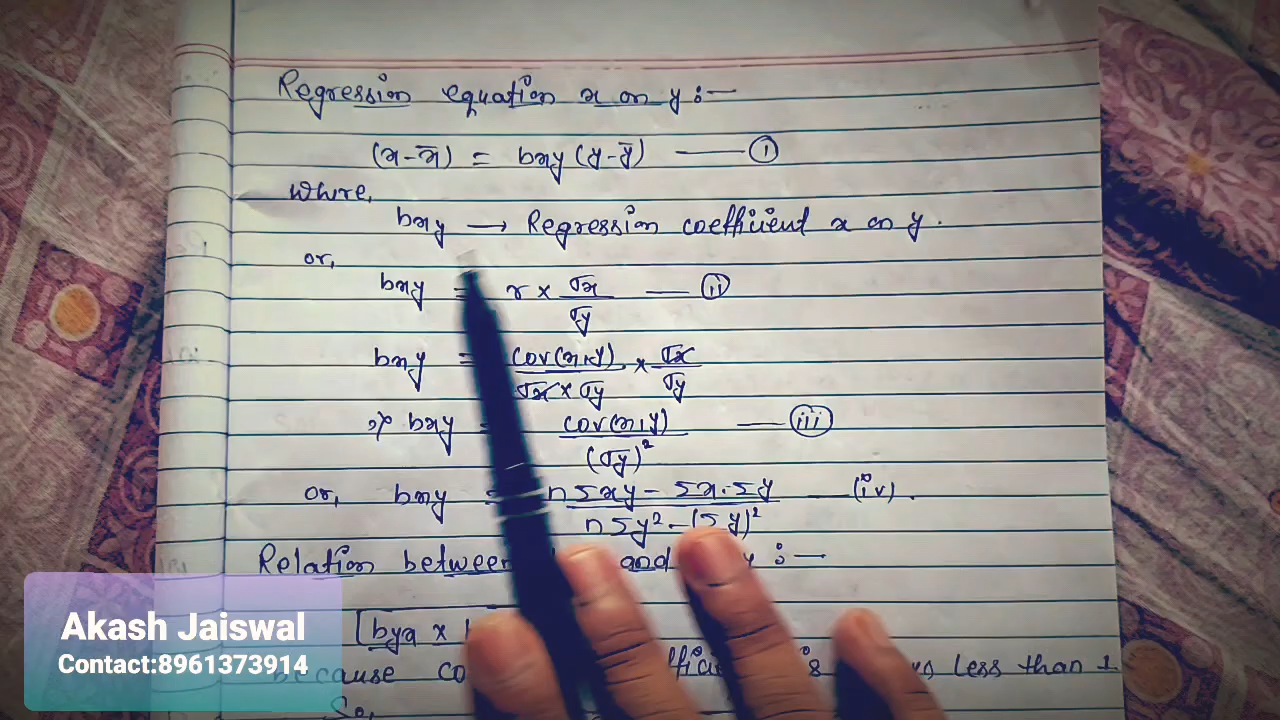 Regression equation x on y :—
(x-x̄) = bxy (y-ȳ) —— ①
where,
bxy → Regression coefficient x on y.
or,
bxy = r × σx/σy —— (ii)
bxy = cov(x,y)/(σx × σy) × σx/σy
bxy = cov(x,y)/(σy)² —— (iii)
or, bxy = nΣxy - Σx.Σy / nΣy² - (Σy)² —— (iv).
Relation between and :—
[byx ×
because less than 1
So,
Akash Jaiswal
Contact:8961373914